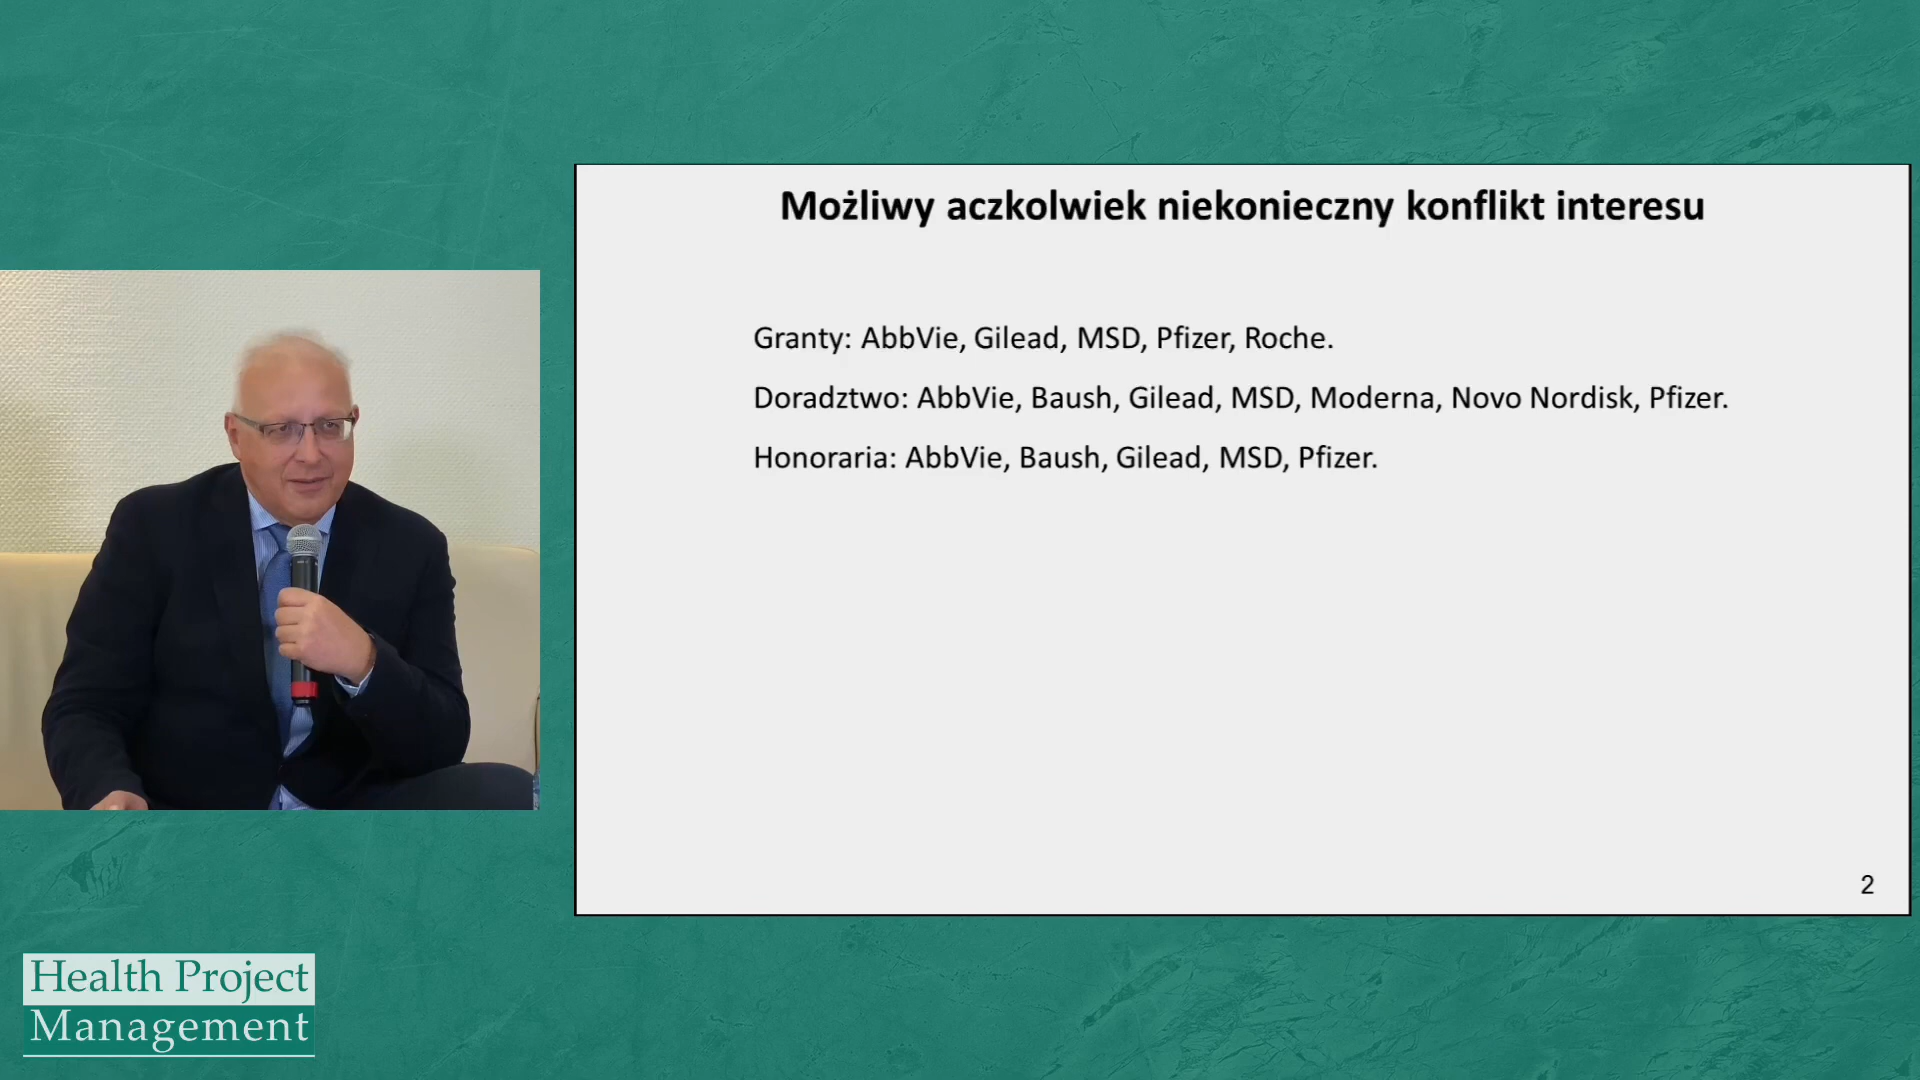 Możliwy aczkolwiek niekonieczny konflikt interesu
Granty: AbbVie, Gilead, MSD, Pfizer, Roche.
Doradztwo: AbbVie, Baush, Gilead, MSD, Moderna, Novo Nordisk, Pfizer.
Honoraria: AbbVie, Baush, Gilead, MSD, Pfizer.
2
Health Project
Management